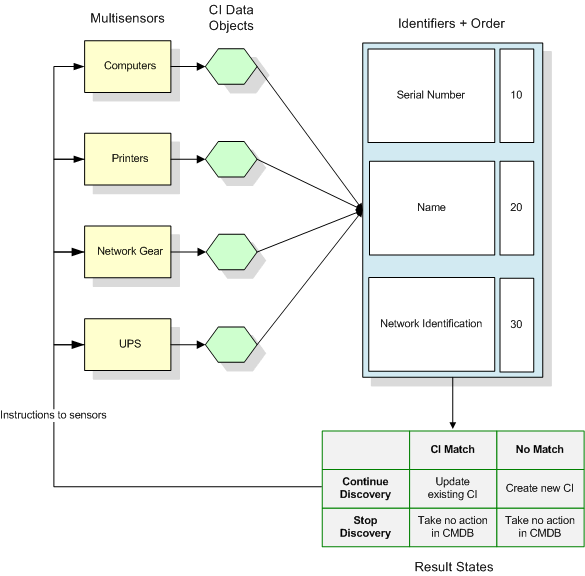 Multisensors
CI Data
Objects
Identifiers + Order
Computers
Serial Number
10
Printers
Name
20
Network Gear
Network Identification
30
UPS
Instructions to sensors
CI Match
No Match
Continue
Discovery
Update
existing CI
Create new CI
Stop
Discovery
Take no action
in CMDB
Take no action
in CMDB
Result States